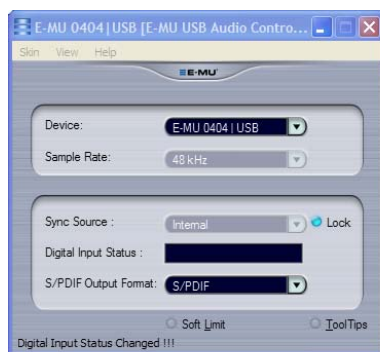 E-MU 0404 | USB [E-MU USB Audio Contro...
Skin View Help
E-MU
Device: E-MU 0404 | USB
Sample Rate: 48 kHz
Sync Source : Internal Lock
Digital Input Status :
S/PDIF Output Format: S/PDIF
Soft Limit ToolTips
Digital Input Status Changed !!!